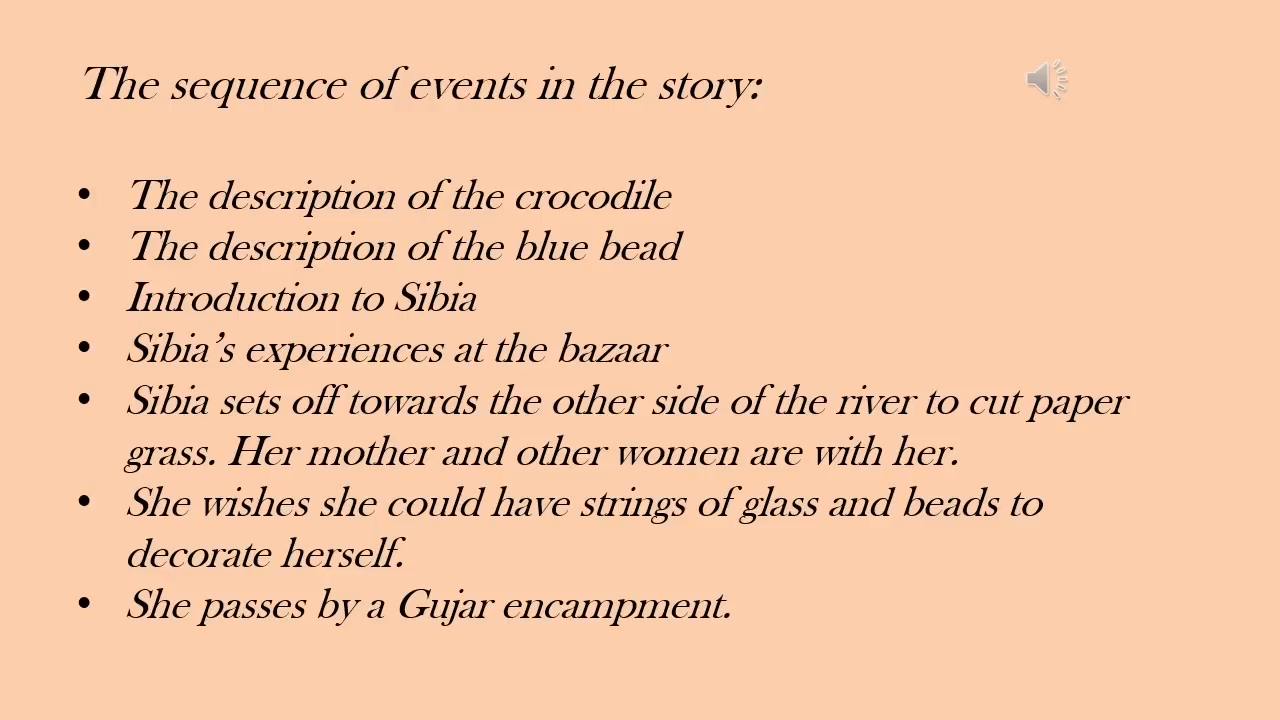 The sequence of events in the story:
• The description of the crocodile
• The description of the blue bead
• Introduction to Sibia
• Sibia’s experiences at the bazaar
• Sibia sets off towards the other side of the river to cut paper
grass. Her mother and other women are with her.
• She wishes she could have strings of glass and beads to
decorate herself.
• She passes by a Gujar encampment.